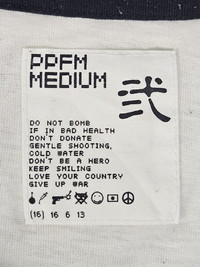 PPFM
MEDIUM
弐
DO NOT BOMB
IF IN BAD HEALTH
DON'T DONATE
GENTLE SHOOTING,
COLD WATER
DON'T BE A HERO
KEEP SMILING
LOVE YOUR COUNTRY
GIVE UP WAR
(16) 16 6 13